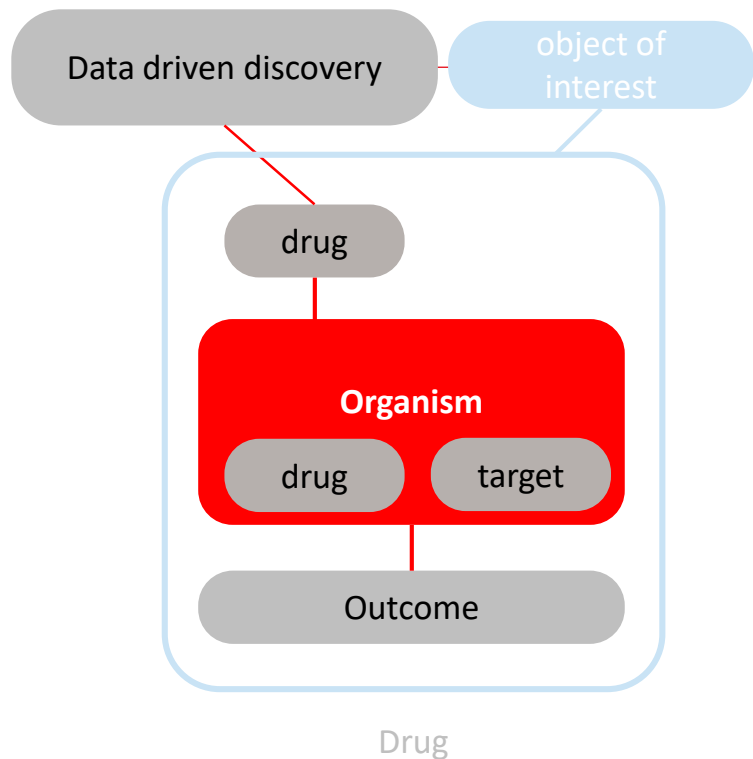 Data driven discovery
object of
interest
drug
Organism
drug
target
Outcome
Drug